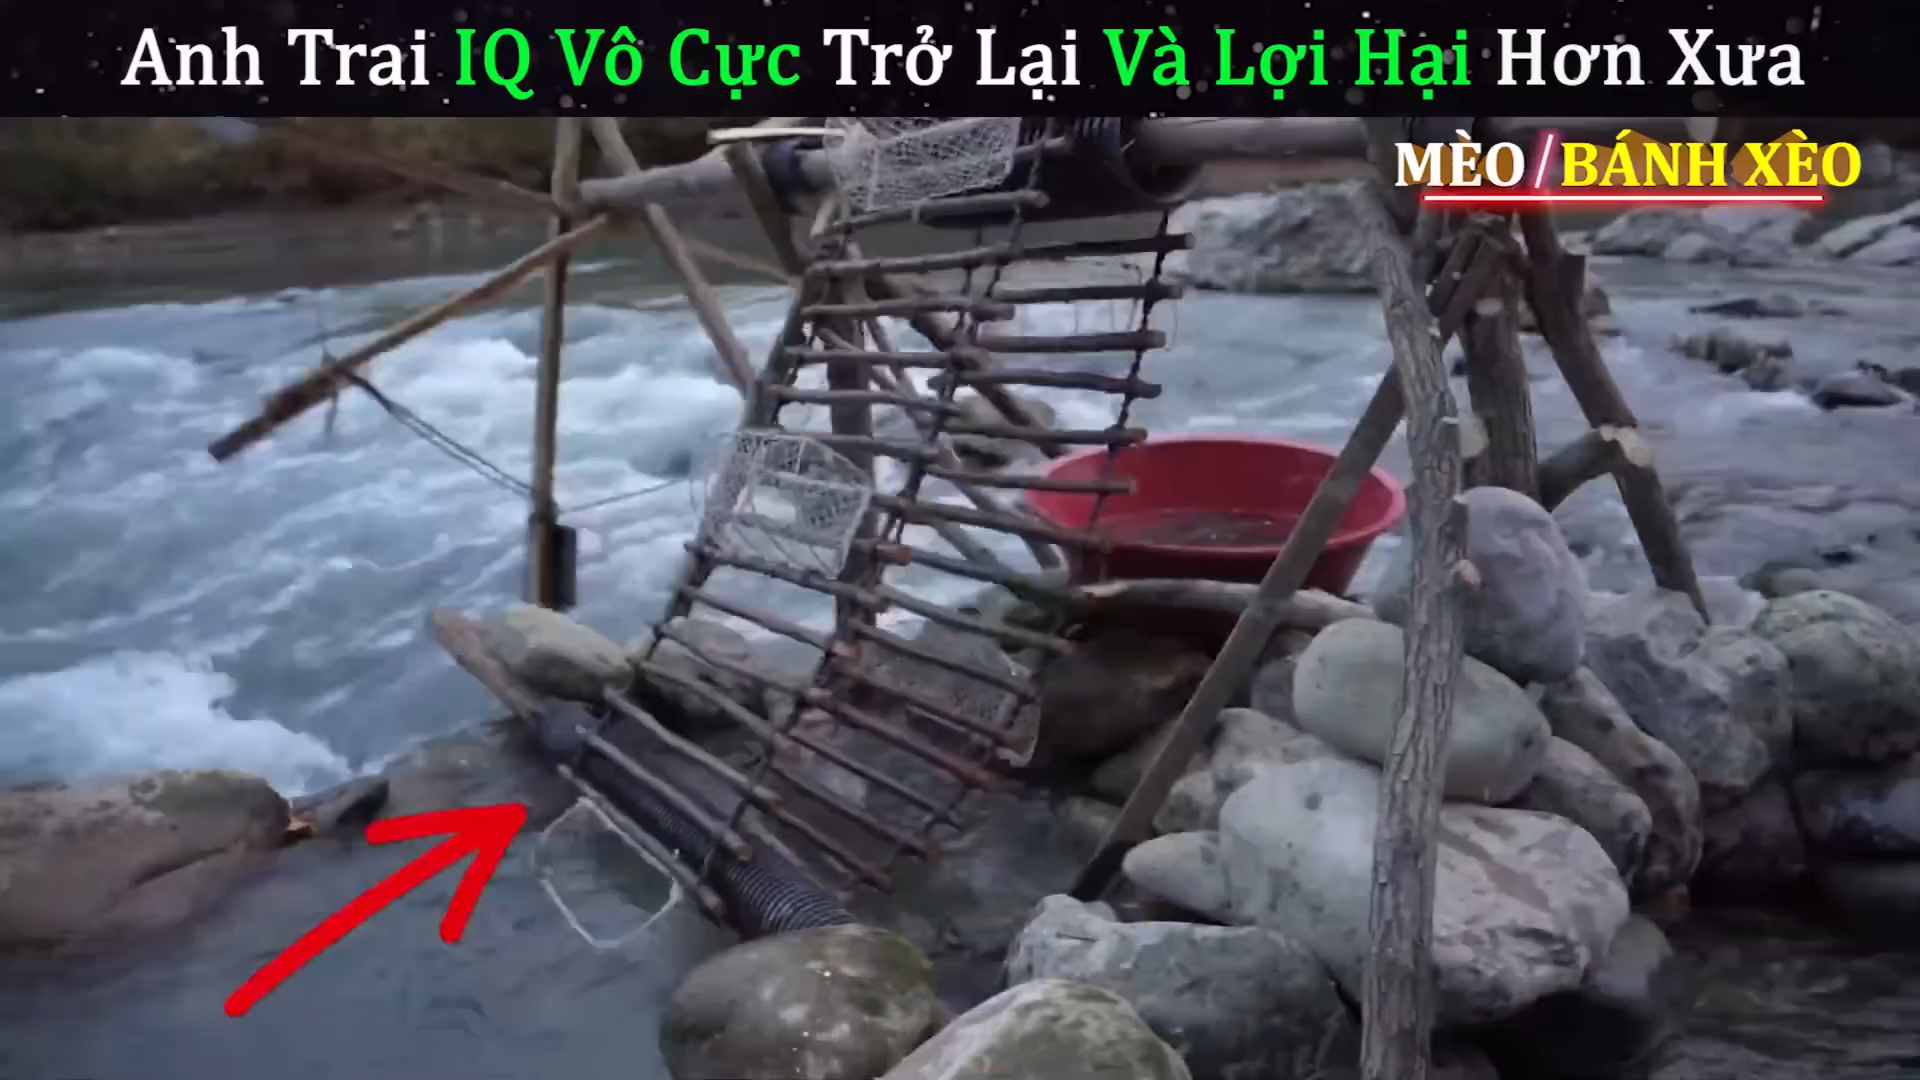 Anh Trai IQ Vô Cực Trở Lại Và Lợi Hại Hơn Xưa
MÈO/BÁNH XÈO